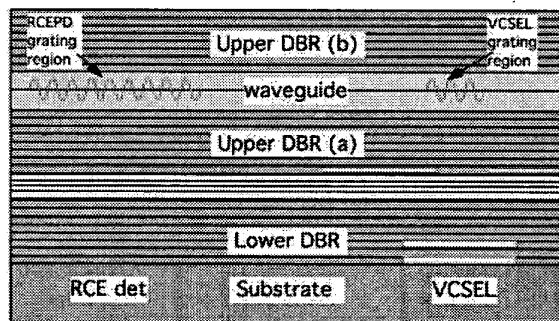 RCEPD
grating
region
Upper DBR (b)
VCSEL
grating
region
waveguide
Upper DBR (a)
Lower DBR
RCE det
Substrate
VCSEL